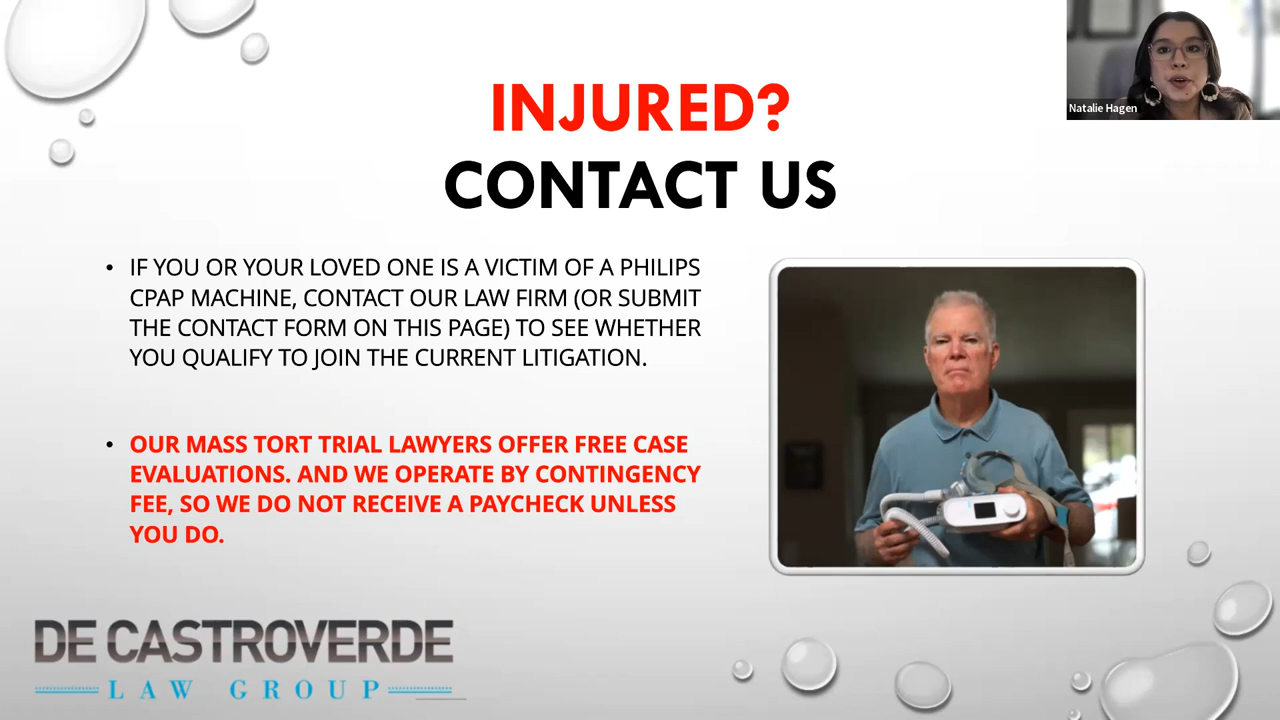 Natalie Hagen
INJURED?
CONTACT US
• IF YOU OR YOUR LOVED ONE IS A VICTIM OF A PHILIPS
CPAP MACHINE, CONTACT OUR LAW FIRM (OR SUBMIT
THE CONTACT FORM ON THIS PAGE) TO SEE WHETHER
YOU QUALIFY TO JOIN THE CURRENT LITIGATION.
• OUR MASS TORT TRIAL LAWYERS OFFER FREE CASE
EVALUATIONS. AND WE OPERATE BY CONTINGENCY
FEE, SO WE DO NOT RECEIVE A PAYCHECK UNLESS
YOU DO.
DE CASTROVERDE
LAW GROUP